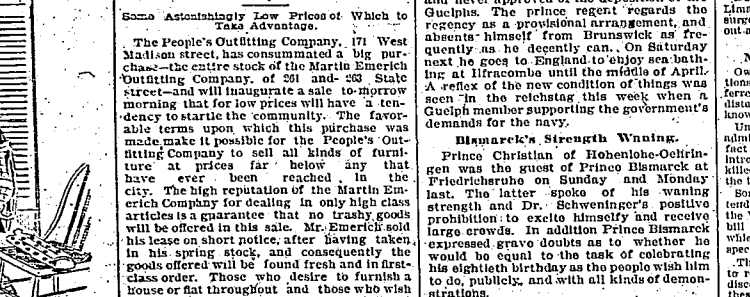 Some Astonishingly Low Prices of Which to
Take Advantage.
The People's Outfitting Company, 171 West
Madison street, has consummated a big pur-
chase—the entire stock of the Martin Emerich
Outfitting Company, of 261 and 263 State
street—and will inaugurate a sale to-morrow
morning that for low prices will have a ten-
dency to startle the community. The favor-
able terms upon which this purchase was
made make it possible for the People's Out-
fitting Company to sell all kinds of furni-
ture at prices far below any that
have ever been reached in the
city. The high reputation of the Martin Em-
erich Company for dealing in only high class
articles is a guarantee that no trashy goods
will be offered in this sale. Mr. Emerich sold
his lease on short notice, after having taken
in his spring stock, and consequently the
goods offered will be found fresh and in first-
class order. Those who desire to furnish a
house or flat throughout and those who wish
Guelphs. The prince regent regards the
regency as a provisional arrangement, and
absents himself from Brunswick as fre-
quently as he decently can. On Saturday
next he goes to England to enjoy sea bath-
ing at Ilfracombe until the middle of April.
A reflex of the new condition of things was
seen in the reichstag this week when a
Guelph member supporting the government's
demands for the navy.
Bismarck's Strength Waning.
Prince Christian of Hohenlohe-Oehrin-
gen was the guest of Prince Bismarck at
Friedrichsruhe on Sunday and Monday
last. The latter spoke of his waning
strength and Dr. Schweninger's positive
prohibition to excite himselfy and receive
large crowds. In addition Prince Bismarck
expressed grave doubts as to whether he
would be equal to the task of celebrating
his eightieth birthday as the people wish him
to do, publicly, and with all kinds of demon-
strations.